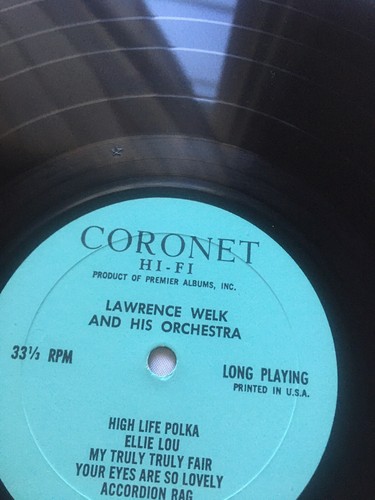 CORONET
HI-FI
PRODUCT OF PREMIER ALBUMS, INC.
LAWRENCE WELK
AND HIS ORCHESTRA
33⅓ RPM
LONG PLAYING
PRINTED IN U.S.A.
HIGH LIFE POLKA
ELLIE LOU
MY TRULY TRULY FAIR
YOUR EYES ARE SO LOVELY
ACCORDION RAG